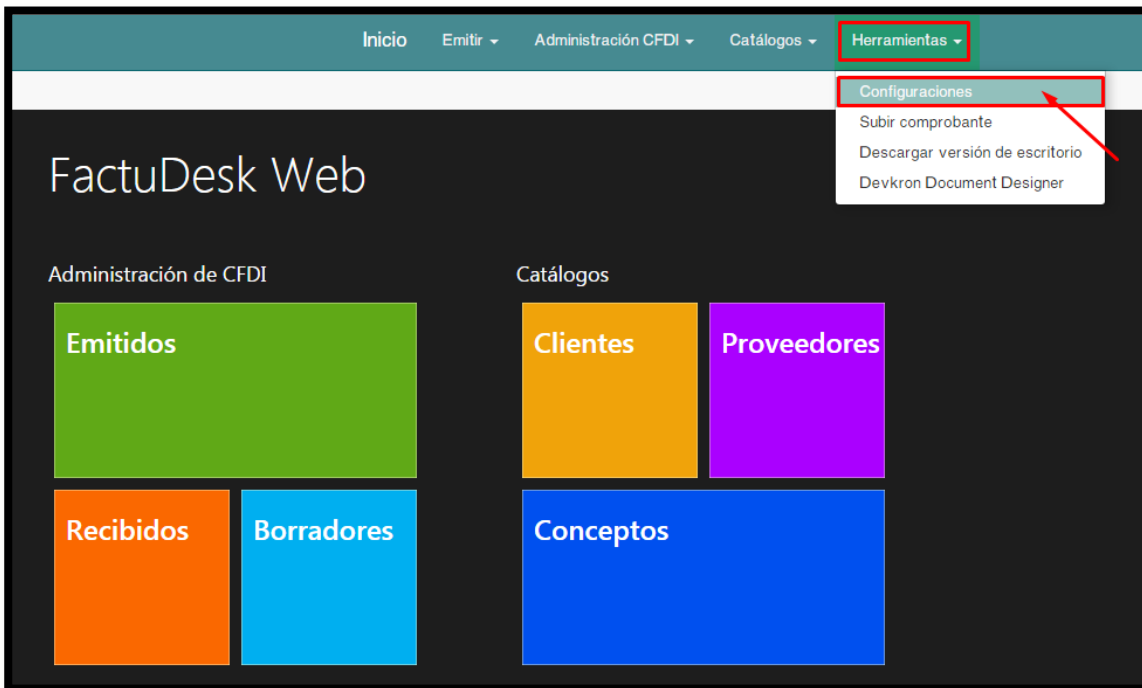 Inicio Emitir Administración CFDI Catálogos Herramientas
Configuraciones
Subir comprobante
Descargar versión de escritorio
Devkron Document Designer
FactuDesk Web
Administración de CFDI
Emitidos
Recibidos Borradores
Catálogos
Clientes Proveedores
Conceptos